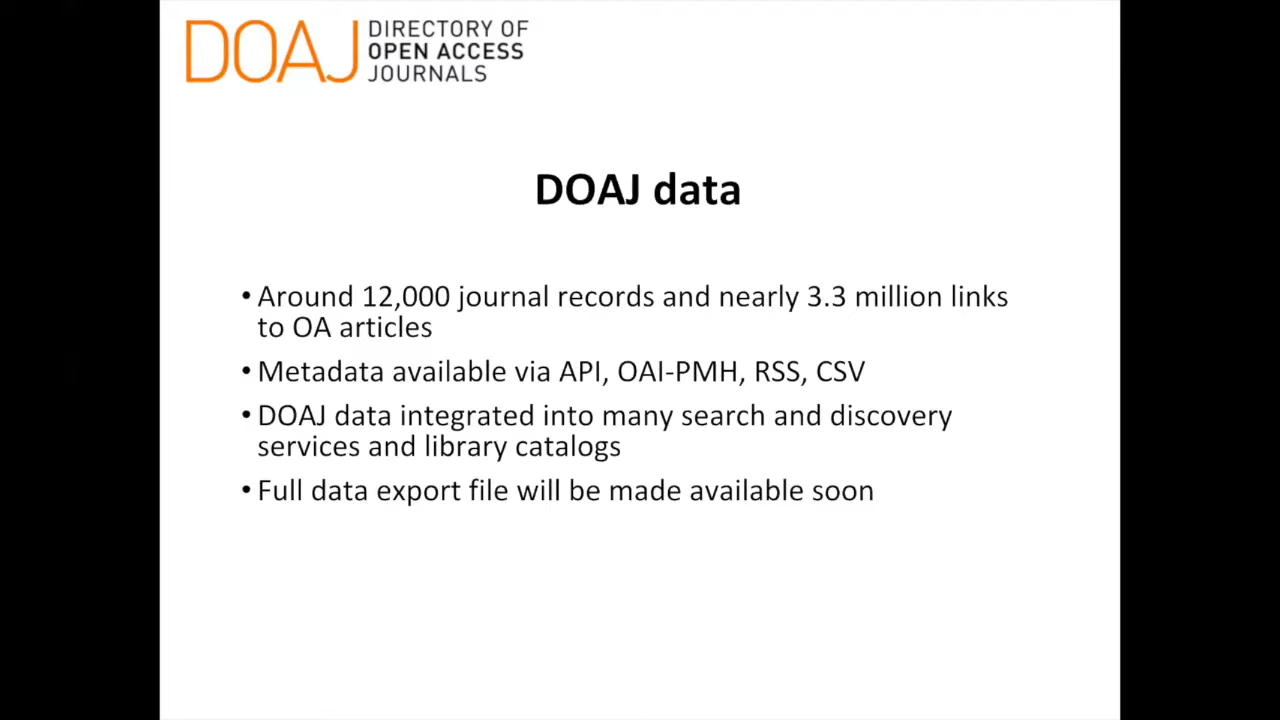 DOAJ
DIRECTORY OF
OPEN ACCESS
JOURNALS
DOAJ data
• Around 12,000 journal records and nearly 3.3 million links
to OA articles
• Metadata available via API, OAI-PMH, RSS, CSV
• DOAJ data integrated into many search and discovery
services and library catalogs
• Full data export file will be made available soon